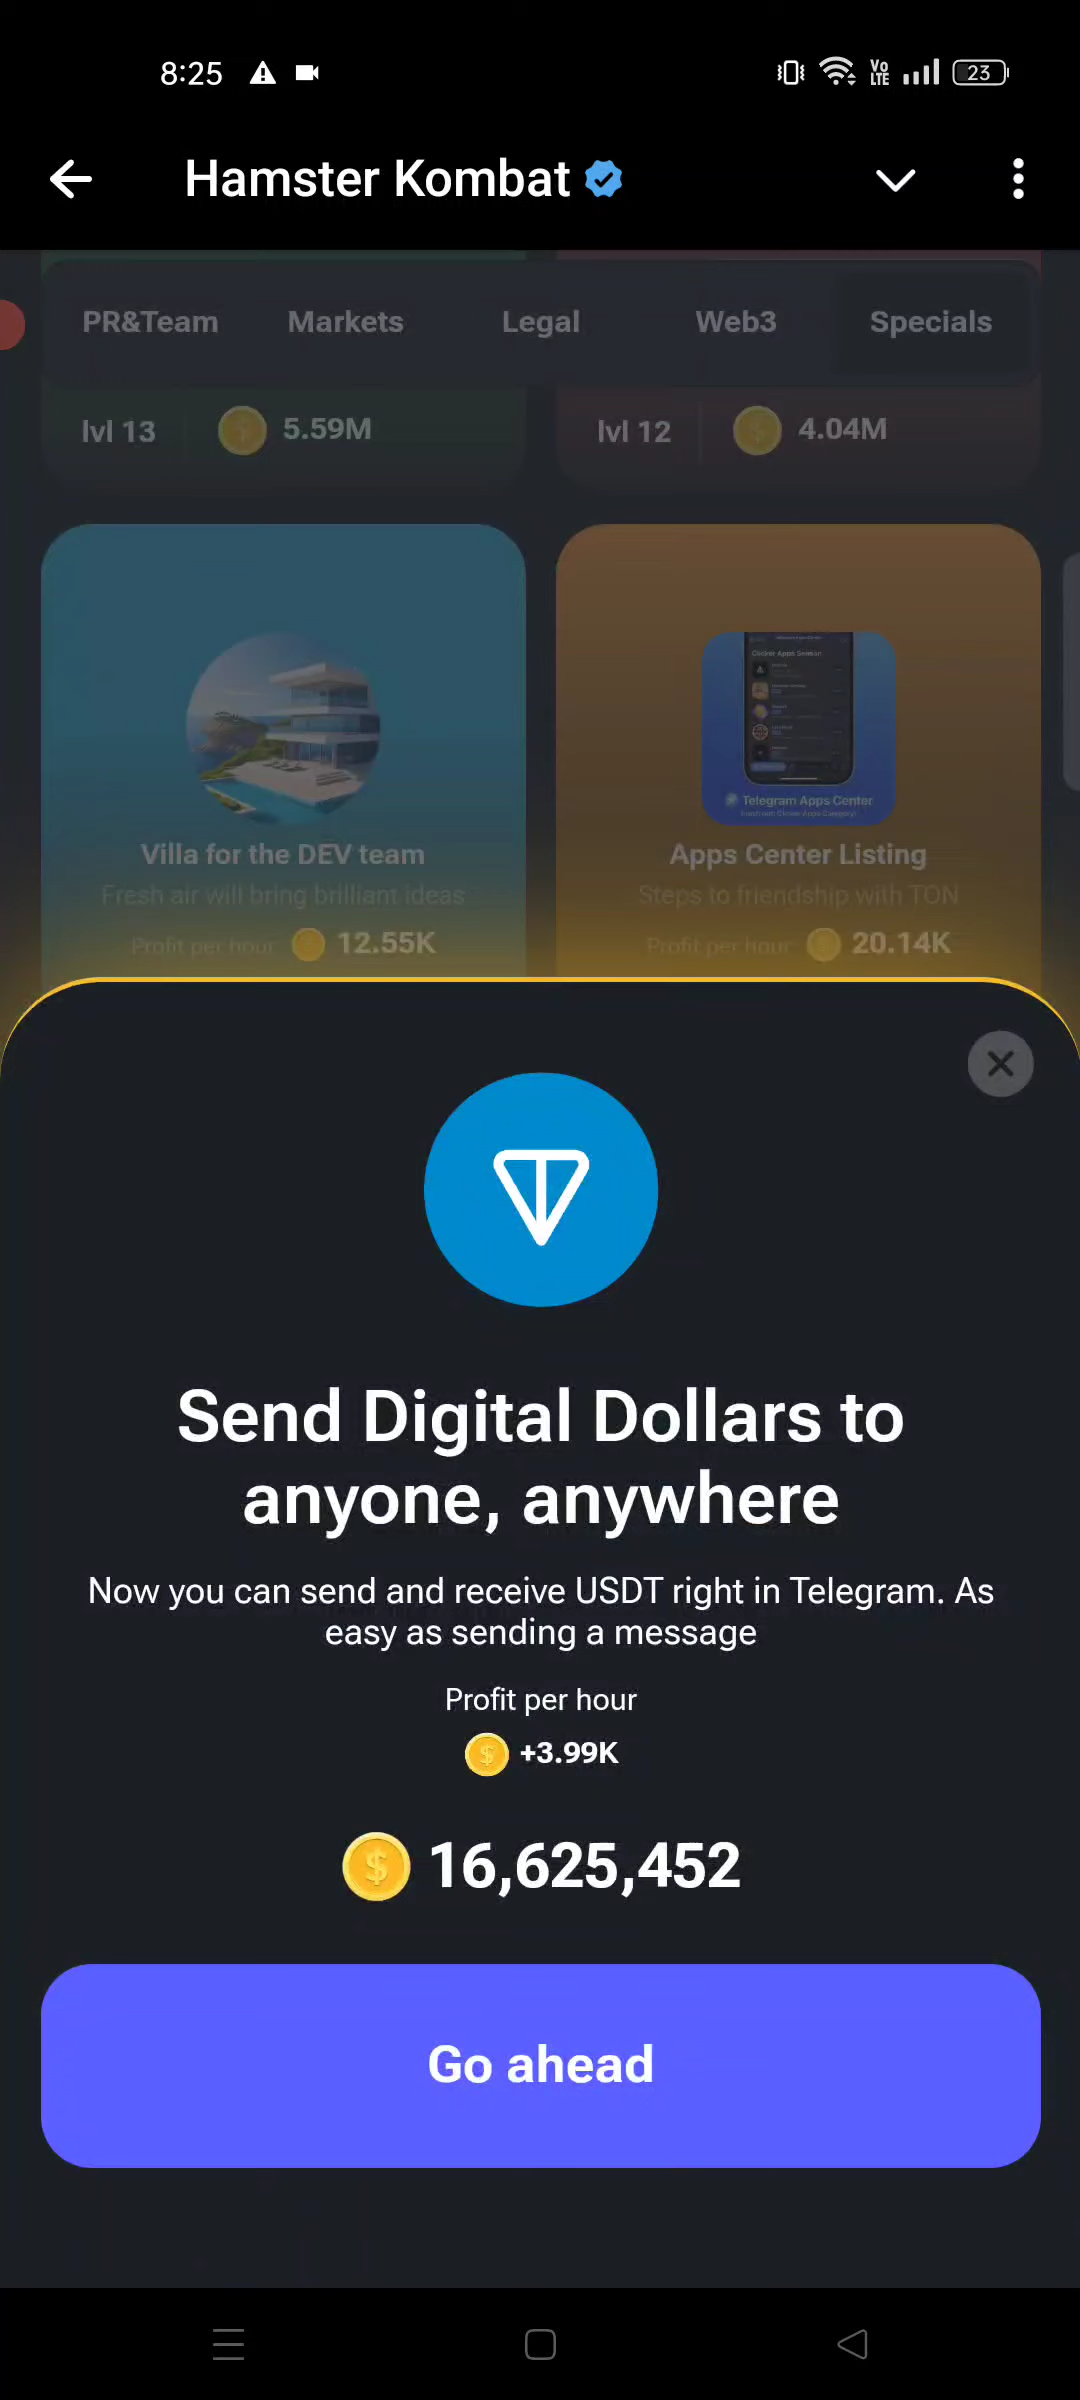 8:25
Vo
LTE
23
Hamster Kombat
PR&Team
Markets
Legal
Web3
Specials
lvl 13
5.59M
lvl 12
4.04M
Telegram Apps Center
Villa for the DEV team
Fresh air will bring brilliant ideas
Profit per hour
12.55K
Apps Center Listing
Steps to friendship with TON
Profit per hour
20.14K
Send Digital Dollars to
anyone, anywhere
Now you can send and receive USDT right in Telegram. As
easy as sending a message
Profit per hour
+3.99K
16,625,452
Go ahead